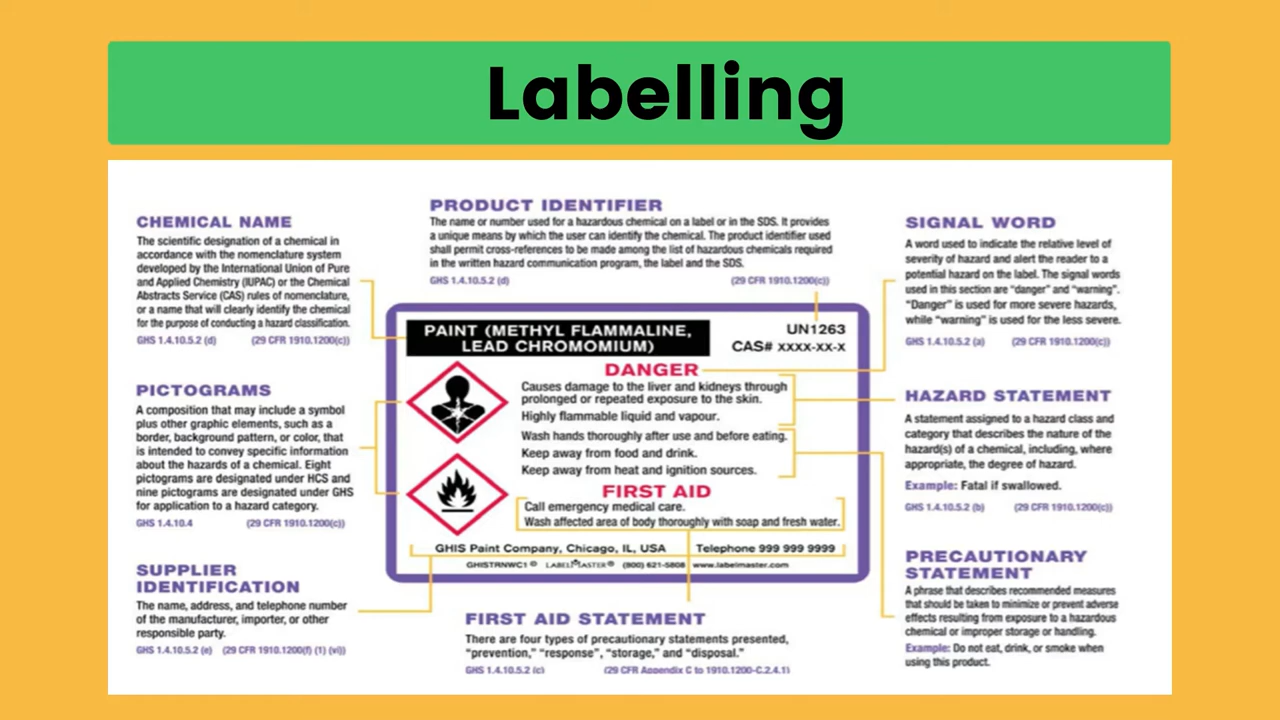 Labelling
CHEMICAL NAME
The scientific designation of a chemical in
accordance with the nomenclature system
developed by the International Union of Pure
and Applied Chemistry (IUPAC) or the Chemical
Abstracts Service (CAS) rules of nomenclature,
or a name that will clearly identify the chemical
for the purpose of conducting a hazard classification.
GHS 1.4.10.5.2 (d) (29 CFR 1910.1200(c))
PICTOGRAMS
A composition that may include a symbol
plus other graphic elements, such as a
border, background pattern, or color, that
is intended to convey specific information
about the hazards of a chemical. Eight
pictograms are designated under HCS and
nine pictograms are designated under GHS
for application to a hazard category.
GHS 1.4.10.4 (29 CFR 1910.1200(c))
SUPPLIER
IDENTIFICATION
The name, address, and telephone number
of the manufacturer, importer, or other
responsible party.
GHS 1.4.10.5.2 (e) (29 CFR 1910.1200(f) (1) (vi))
PRODUCT IDENTIFIER
The name or number used for a hazardous chemical on a label or in the SDS. It provides
a unique means by which the user can identify the chemical. The product identifier used
shall permit cross-references to be made among the list of hazardous chemicals required
in the written hazard communication program, the label and the SDS.
GHS 1.4.10.5.2 (d) (29 CFR 1910.1200(c))
PAINT (METHYL FLAMMALINE,
LEAD CHROMOMIUM)
UN1263
CAS# xxxx-xx-x
DANGER
Causes damage to the liver and kidneys through
prolonged or repeated exposure to the skin.
Highly flammable liquid and vapour.
Wash hands thoroughly after use and before eating.
Keep away from food and drink.
Keep away from heat and ignition sources.
FIRST AID
Call emergency medical care.
Wash affected area of body thoroughly with soap and fresh water.
GHIS Paint Company, Chicago, IL, USA Telephone 999 999 9999
GHISTRNWC1 © LABELMASTER ® (800) 621-5808 www.labelmaster.com
FIRST AID STATEMENT
There are four types of precautionary statements presented,
“prevention,” “response”, “storage,” and “disposal.”
GHS 1.4.10.5.2 (c) (29 CFR Appendix C to 1910.1200-C.2.4.1)
SIGNAL WORD
A word used to indicate the relative level of
severity of hazard and alert the reader to a
potential hazard on the label. The signal words
used in this section are “danger” and “warning”.
“Danger” is used for more severe hazards,
while “warning” is used for the less severe.
GHS 1.4.10.5.2 (a) (29 CFR 1910.1200(c))
HAZARD STATEMENT
A statement assigned to a hazard class and
category that describes the nature of the
hazard(s) of a chemical, including, where
appropriate, the degree of hazard.
Example: Fatal if swallowed.
GHS 1.4.10.5.2 (b) (29 CFR 1910.1200(c))
PRECAUTIONARY
STATEMENT
A phrase that describes recommended measures
that should be taken to minimize or prevent adverse
effects resulting from exposure to a hazardous
chemical or improper storage or handling.
Example: Do not eat, drink, or smoke when
using this product.